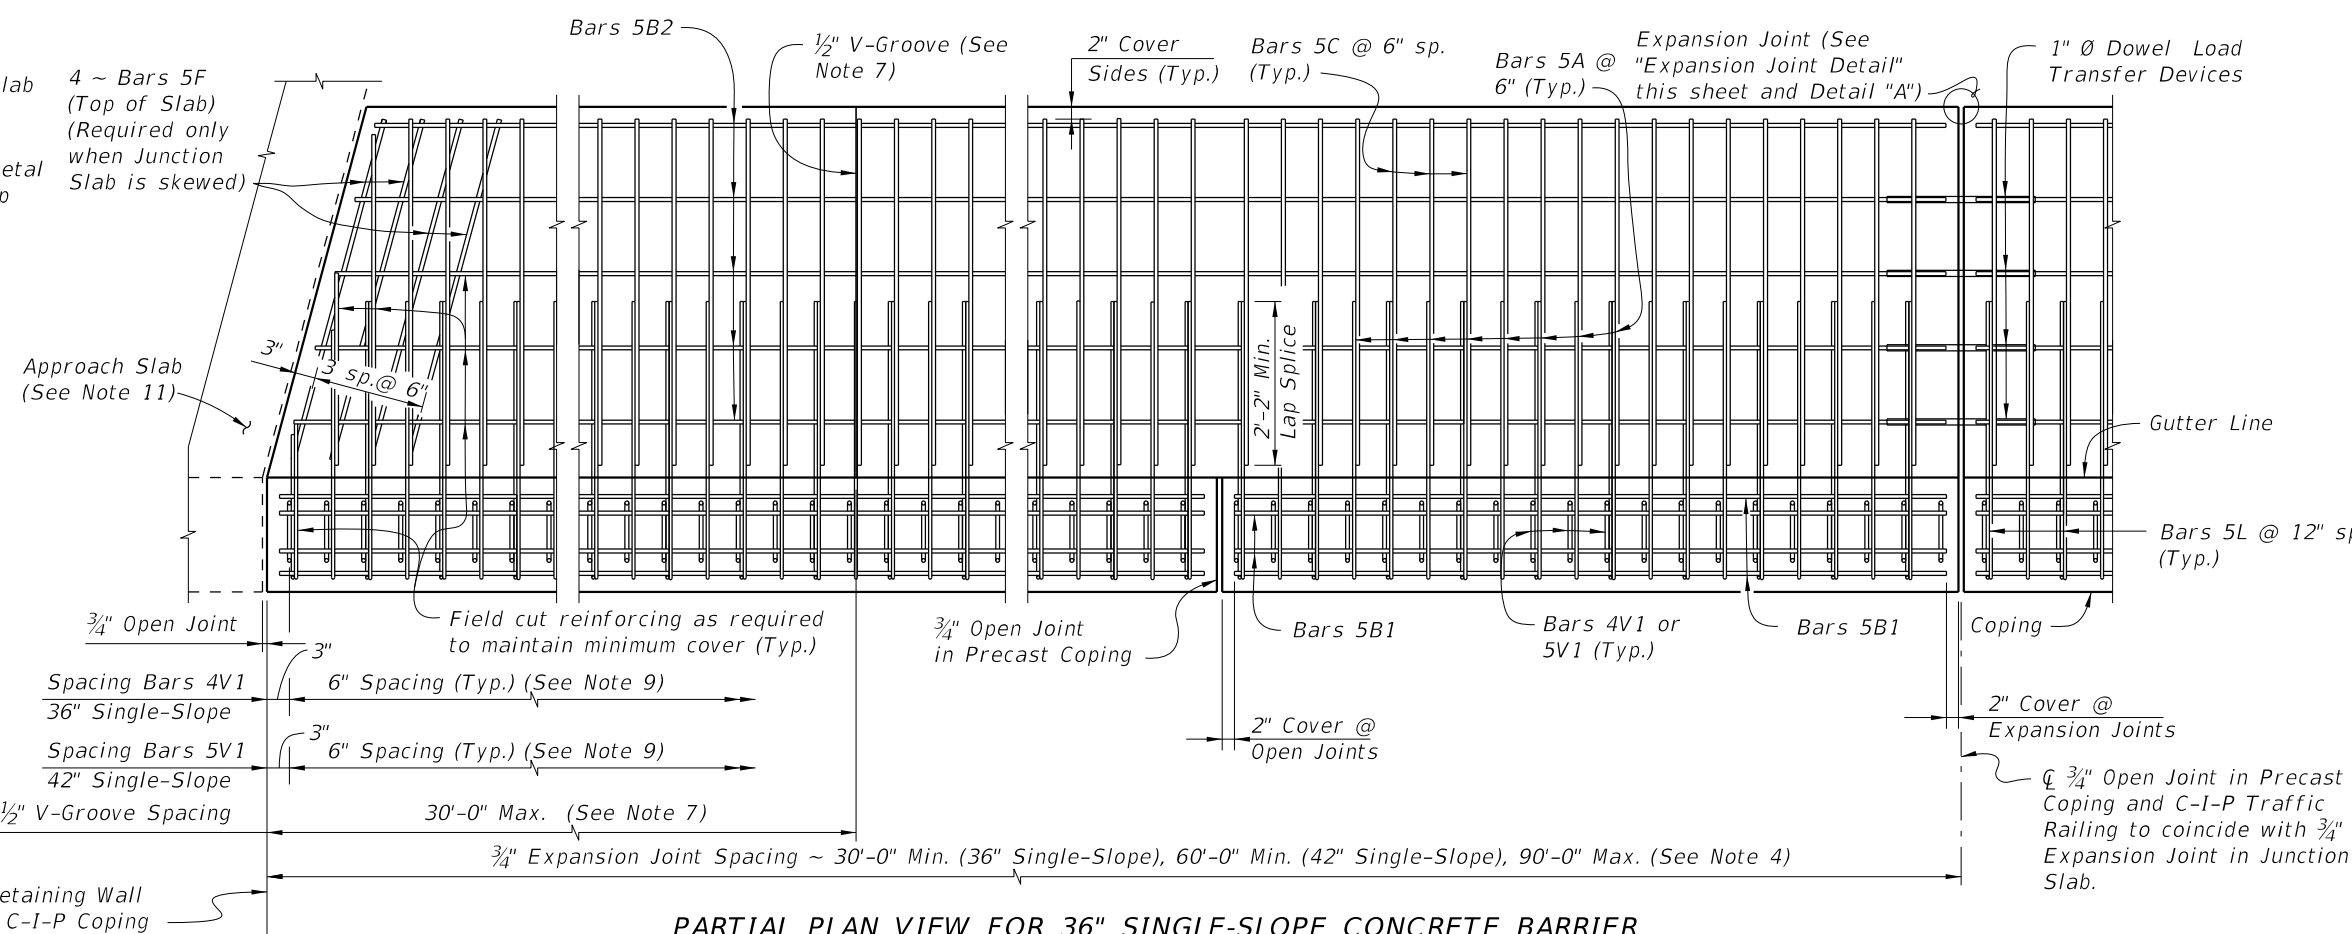 lab
4 ~ Bars 5F
(Top of Slab)
(Required only
when Junction
Slab is skewed)
etal
p
Bars 5B2
½" V-Groove (See
Note 7)
2" Cover
Sides (Typ.)
Bars 5C @ 6" sp.
(Typ.)
Bars 5A @
6" (Typ.)
Expansion Joint (See
"Expansion Joint Detail"
this sheet and Detail "A")
1" Ø Dowel Load
Transfer Devices
Approach Slab
(See Note 11)
3"
3 sp.@ 6"
2'-2" Min.
Lap Splice
Gutter Line
Bars 5L @ 12" sp
(Typ.)
¾" Open Joint
Field cut reinforcing as required
to maintain minimum cover (Typ.)
¾" Open Joint
in Precast Coping
Bars 5B1
Bars 4V1 or
5V1 (Typ.)
Bars 5B1
Coping
3"
Spacing Bars 4V1
36" Single-Slope
6" Spacing (Typ.) (See Note 9)
3"
Spacing Bars 5V1
42" Single-Slope
6" Spacing (Typ.) (See Note 9)
2" Cover @
Open Joints
2" Cover @
Expansion Joints
℄ ¾" Open Joint in Precast
Coping and C-I-P Traffic
Railing to coincide with ¾"
Expansion Joint in Junction
Slab.
½" V-Groove Spacing
30'-0" Max. (See Note 7)
¾" Expansion Joint Spacing ~ 30'-0" Min. (36" Single-Slope), 60'-0" Min. (42" Single-Slope), 90'-0" Max. (See Note 4)
etaining Wall
C-I-P Coping
PARTIAL PLAN VIEW FOR 36" SINGLE-SLOPE CONCRETE BARRIER